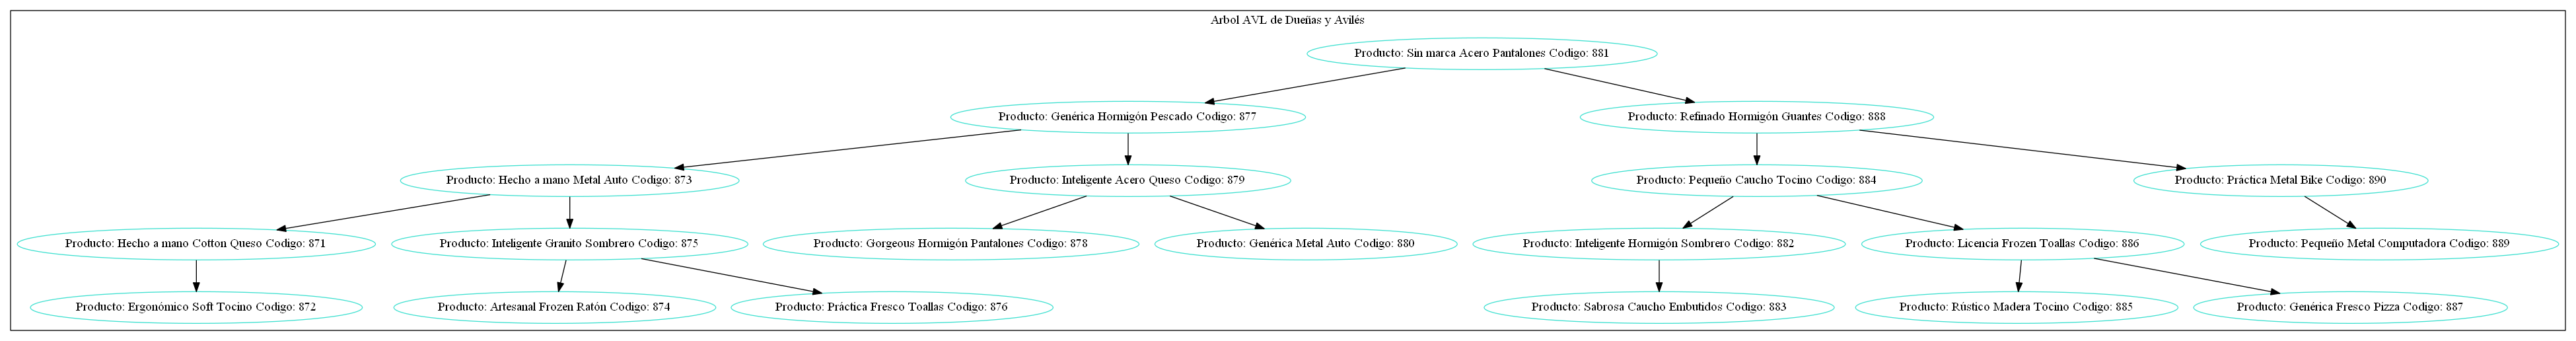 Arbol AVL de Dueñas y Avilés
Producto: Sin marca Acero Pantalones Codigo: 881
Producto: Genérica Hormigón Pescado Codigo: 877
Producto: Refinado Hormigón Guantes Codigo: 888
Producto: Hecho a mano Metal Auto Codigo: 873
Producto: Inteligente Acero Queso Codigo: 879
Producto: Pequeño Caucho Tocino Codigo: 884
Producto: Práctica Metal Bike Codigo: 890
Producto: Hecho a mano Cotton Queso Codigo: 871
Producto: Inteligente Granito Sombrero Codigo: 875
Producto: Gorgeous Hormigón Pantalones Codigo: 878
Producto: Genérica Metal Auto Codigo: 880
Producto: Inteligente Hormigón Sombrero Codigo: 882
Producto: Licencia Frozen Toallas Codigo: 886
Producto: Pequeño Metal Computadora Codigo: 889
Producto: Ergonómico Soft Tocino Codigo: 872
Producto: Artesanal Frozen Ratón Codigo: 874
Producto: Práctica Fresco Toallas Codigo: 876
Producto: Sabrosa Caucho Embutidos Codigo: 883
Producto: Rústico Madera Tocino Codigo: 885
Producto: Genérica Fresco Pizza Codigo: 887